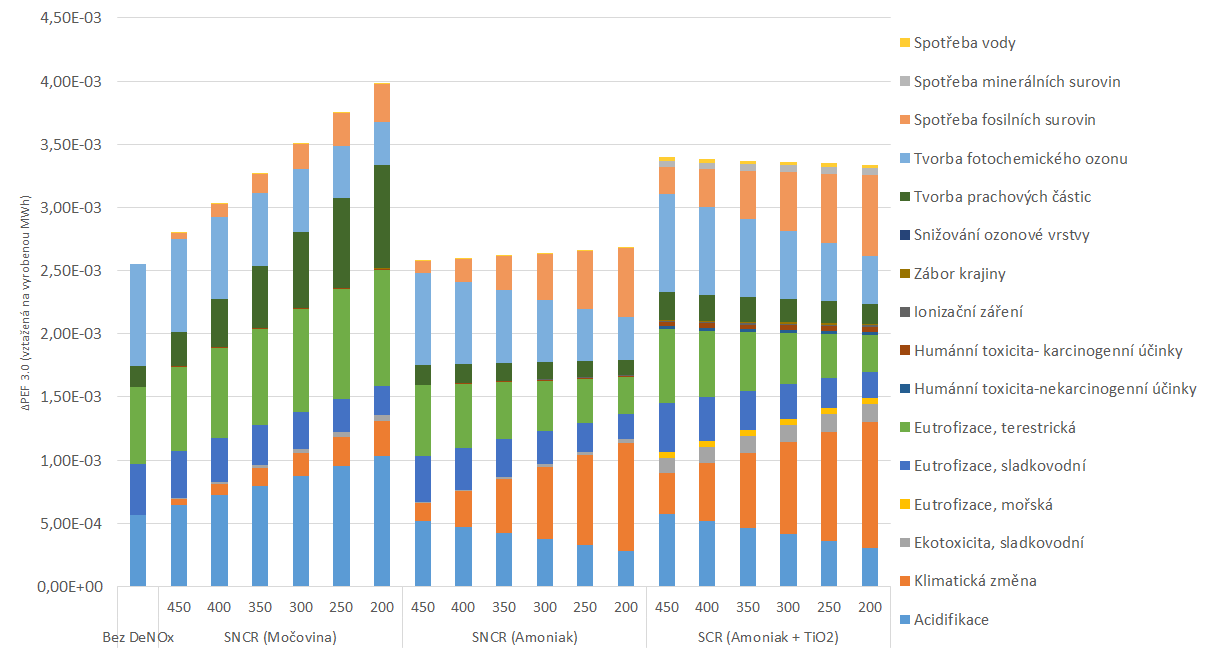 4,50E-03
4,00E-03
3,50E-03
3,00E-03
2,50E-03
2,00E-03
1,50E-03
1,00E-03
5,00E-04
0,00E+00
ΔPEF 3.0 (vztažená na vyrobenou MWh)
450 400 350 300 250 200 450 400 350 300 250 200 450 400 350 300 250 200
Bez DeNOx SNCR (Močovina) SNCR (Amoniak) SCR (Amoniak + TiO2)
Spotřeba vody
Spotřeba minerálních surovin
Spotřeba fosilních surovin
Tvorba fotochemického ozonu
Tvorba prachových částic
Snižování ozonové vrstvy
Zábor krajiny
Ionizační záření
Humánní toxicita- karcinogenní účinky
Humánní toxicita-nekarcinogenní účinky
Eutrofizace, terestrická
Eutrofizace, sladkovodní
Eutrofizace, mořská
Ekotoxicita, sladkovodní
Klimatická změna
Acidifikace